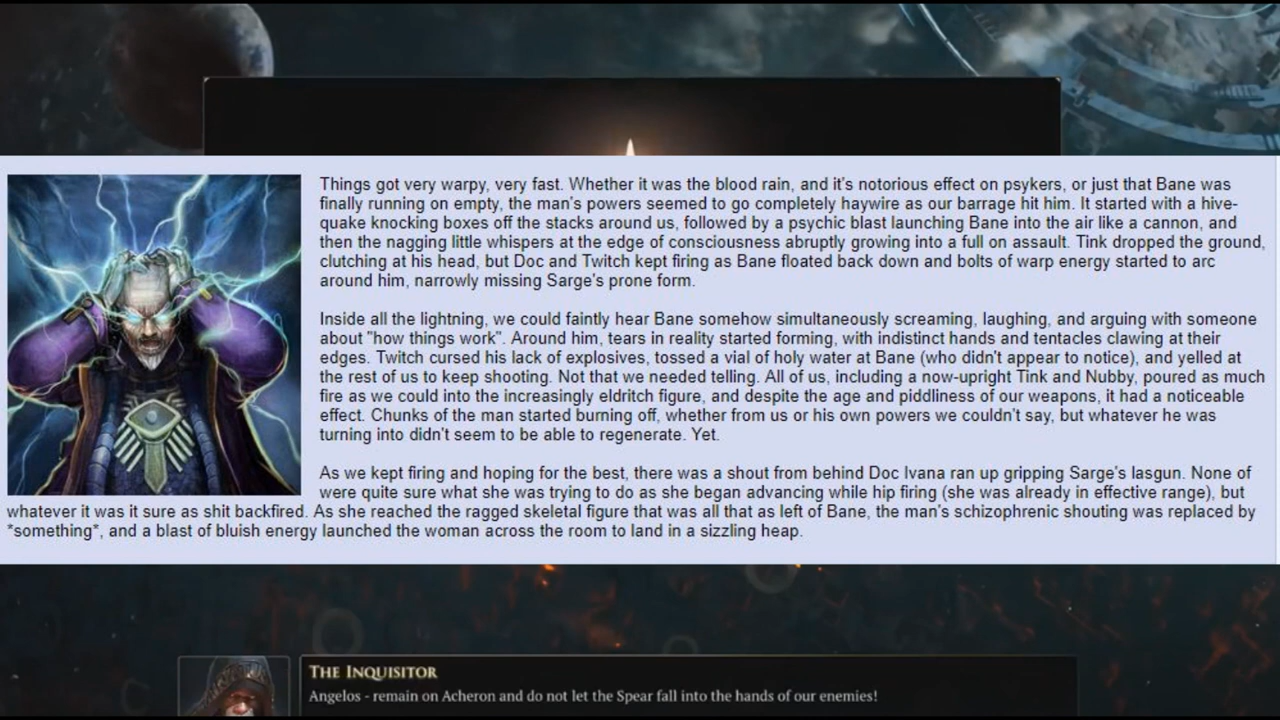 Things got very warpy, very fast. Whether it was the blood rain, and it's notorious effect on psykers, or just that Bane was
finally running on empty, the man's powers seemed to go completely haywire as our barrage hit him. It started with a hive-
quake knocking boxes off the stacks around us, followed by a psychic blast launching Bane into the air like a cannon, and
then the nagging little whispers at the edge of consciousness abruptly growing into a full on assault. Tink dropped the ground,
clutching at his head, but Doc and Twitch kept firing as Bane floated back down and bolts of warp energy started to arc
around him, narrowly missing Sarge's prone form.
Inside all the lightning, we could faintly hear Bane somehow simultaneously screaming, laughing, and arguing with someone
about "how things work". Around him, tears in reality started forming, with indistinct hands and tentacles clawing at their
edges. Twitch cursed his lack of explosives, tossed a vial of holy water at Bane (who didn't appear to notice), and yelled at
the rest of us to keep shooting. Not that we needed telling. All of us, including a now-upright Tink and Nubby, poured as much
fire as we could into the increasingly eldritch figure, and despite the age and piddliness of our weapons, it had a noticeable
effect. Chunks of the man started burning off, whether from us or his own powers we couldn't say, but whatever he was
turning into didn't seem to be able to regenerate. Yet.
As we kept firing and hoping for the best, there was a shout from behind Doc Ivana ran up gripping Sarge's lasgun. None of
were quite sure what she was trying to do as she began advancing while hip firing (she was already in effective range), but
whatever it was it sure as shit backfired. As she reached the ragged skeletal figure that was all that as left of Bane, the man's schizophrenic shouting was replaced by
*something*, and a blast of bluish energy launched the woman across the room to land in a sizzling heap.
THE INQUISITOR
Angelos - remain on Acheron and do not let the Spear fall into the hands of our enemies!